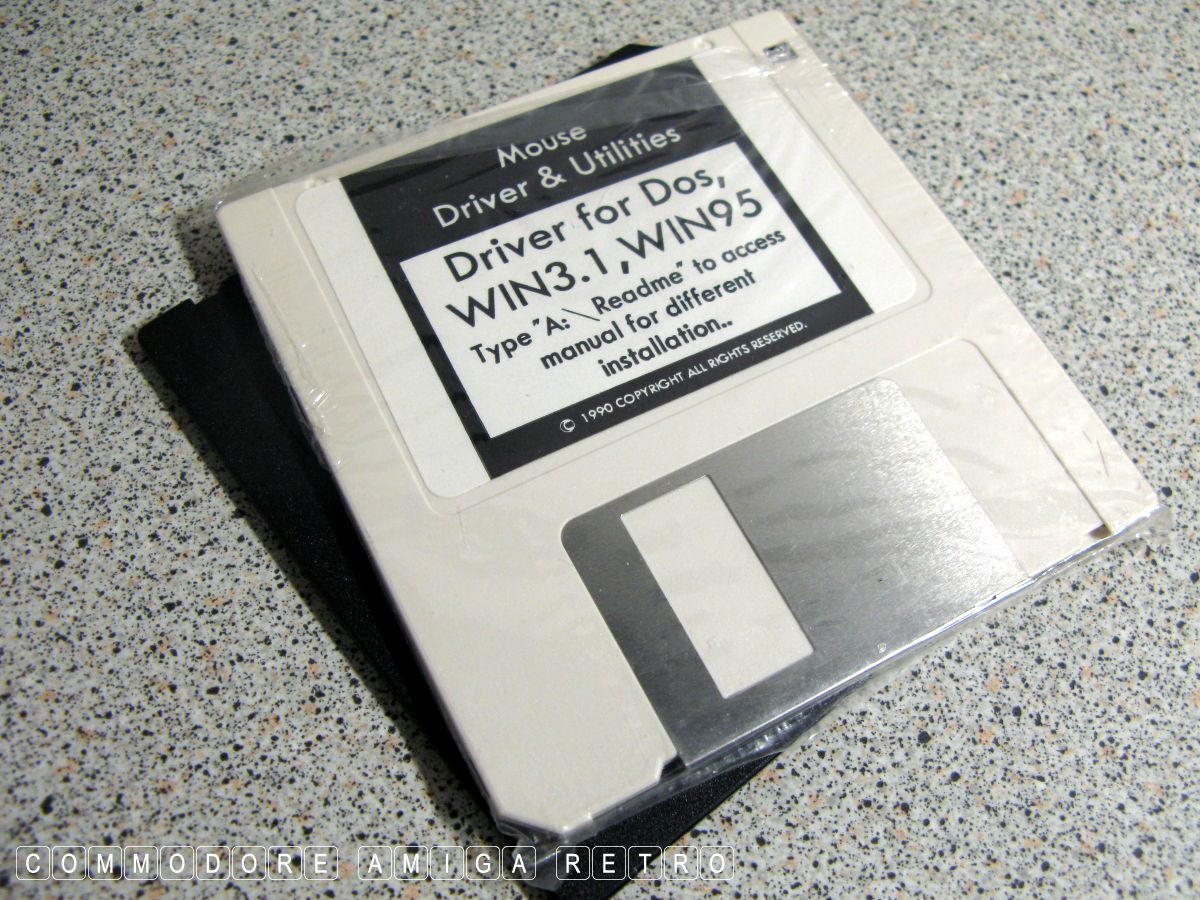 Mouse
Driver & Utilities
Driver for Dos,
WIN3.1,WIN95
Type "A:\Readme" to access
manual for different
installation..
© 1990 COPYRIGHT ALL RIGHTS RESERVED.
COMMODORE AMIGA RETRO